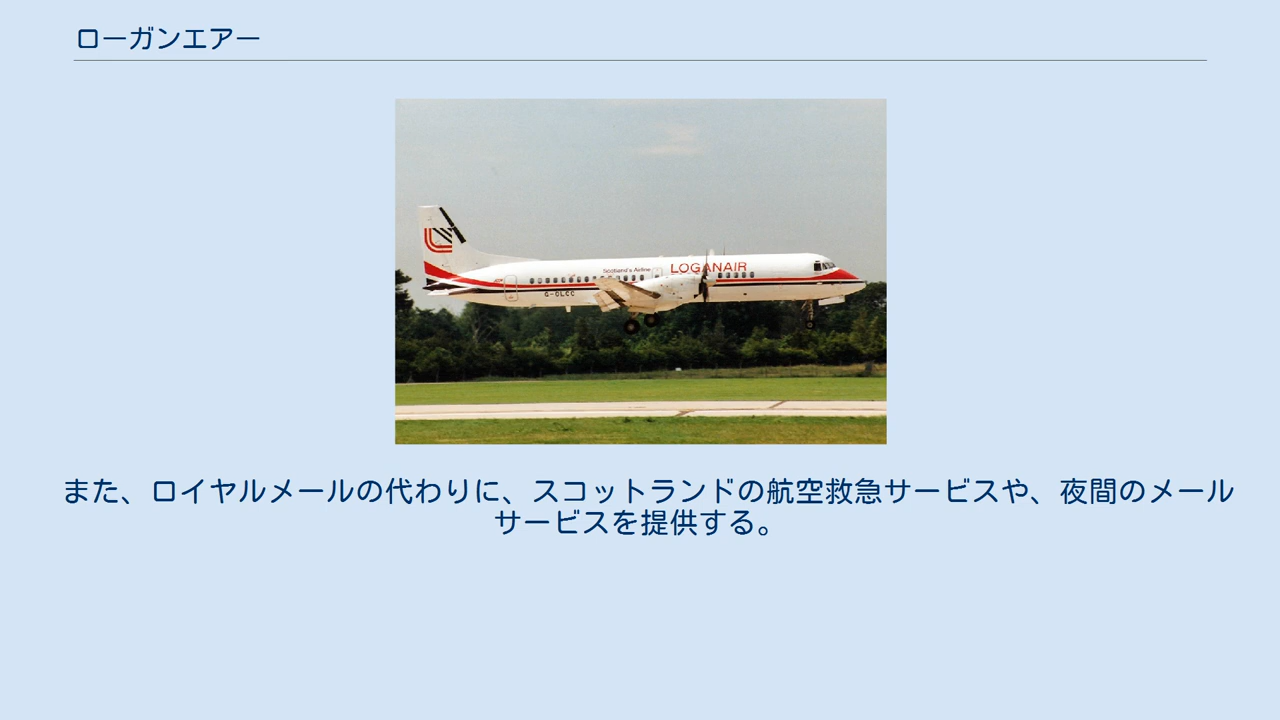 ローガンエアー
Scotland's Airline
LOGANAIR
また、ロイヤルメールの代わりに、スコットランドの航空救急サービスや、夜間のメール
サービスを提供する。